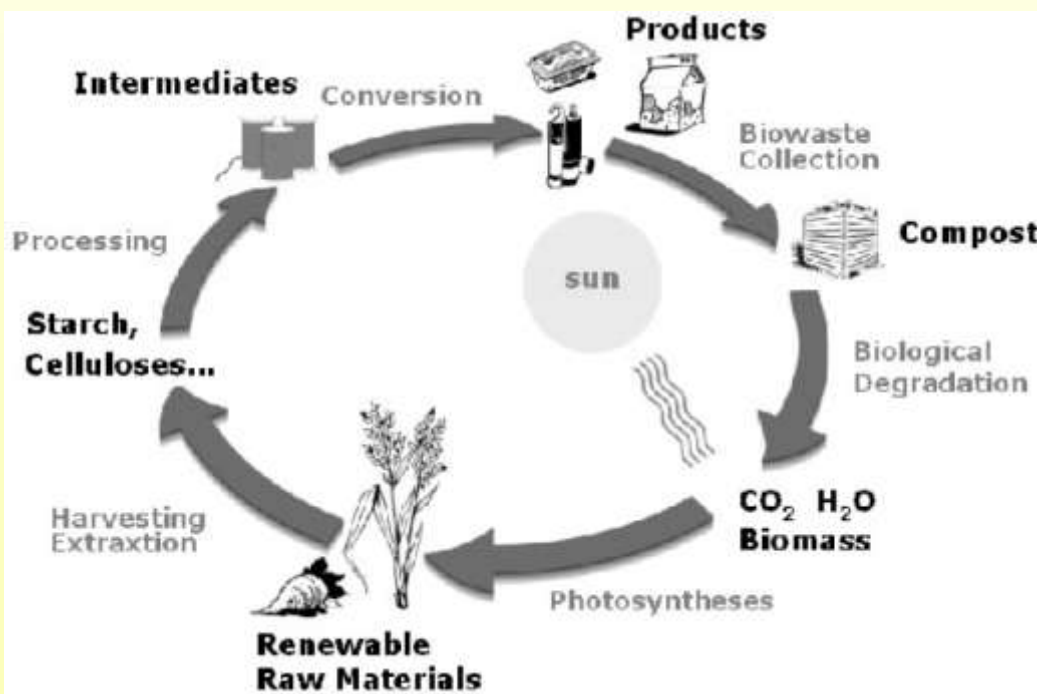 Products
Intermediates
Conversion
Biowaste
Collection
Compost
Processing
sun
Starch,
Celluloses...
Biological
Degradation
Harvesting
Extraxtion
CO₂ H₂O
Biomass
Photosyntheses
Renewable
Raw Materials